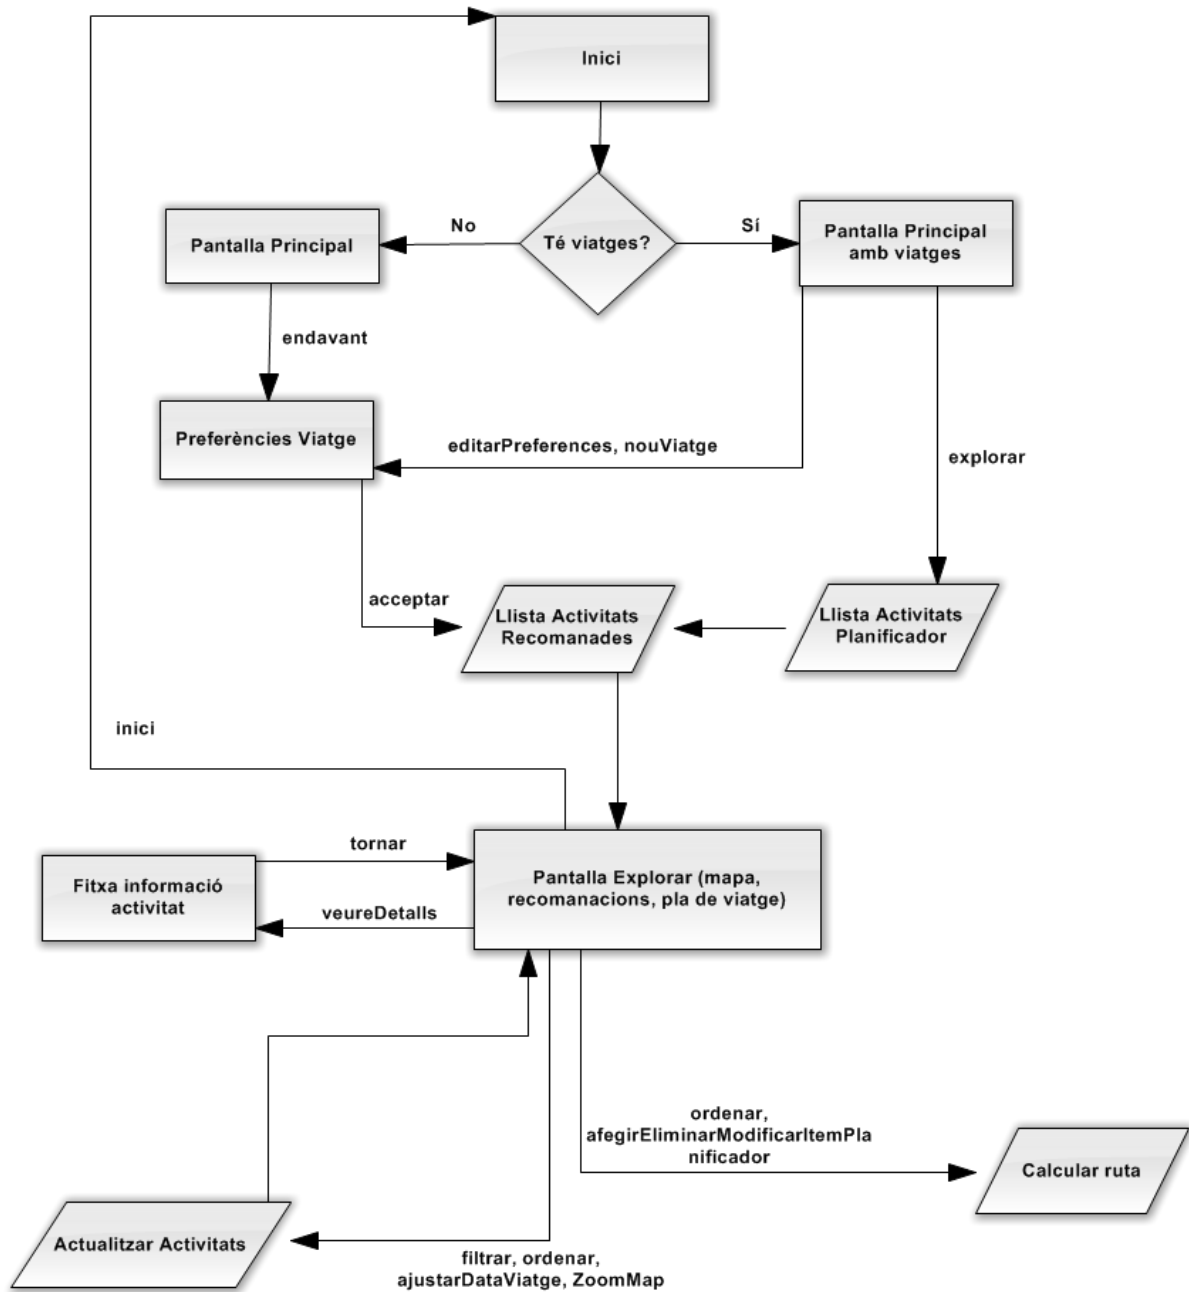 Inici
No
Té viatges?
Sí
Pantalla Principal
Pantalla Principal
amb viatges
endavant
Preferències Viatge
editarPreferences, nouViatge
explorar
acceptar
Llista Activitats
Recomanades
Llista Activitats
Planificador
inici
tornar
Fitxa informació
activitat
veureDetalls
Pantalla Explorar (mapa,
recomanacions, pla de viatge)
ordenar,
afegirEliminarModificarItemPla
nificador
Calcular ruta
Actualitzar Activitats
filtrar, ordenar,
ajustarDataViatge, ZoomMap